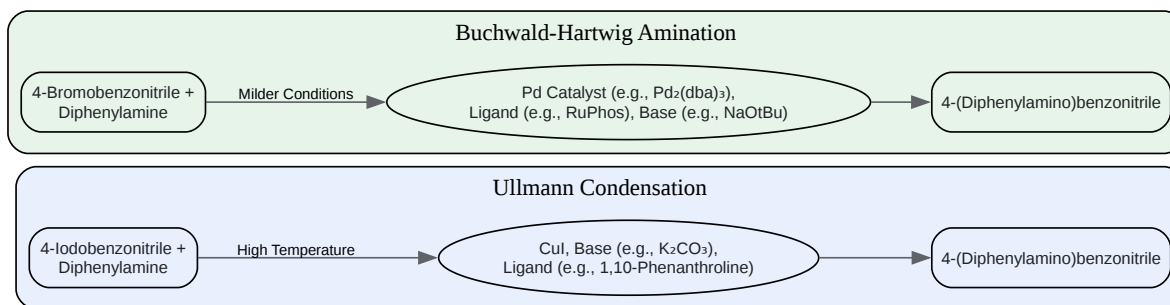 Buchwald-Hartwig Amination
4-Bromobenzonitrile +
Diphenylamine
Milder Conditions
Pd Catalyst (e.g., Pd₂(dba)₃),
Ligand (e.g., RuPhos), Base (e.g., NaOtBu)
4-(Diphenylamino)benzonitrile
Ullmann Condensation
4-Iodobenzonitrile +
Diphenylamine
High Temperature
CuI, Base (e.g., K₂CO₃),
Ligand (e.g., 1,10-Phenanthroline)
4-(Diphenylamino)benzonitrile